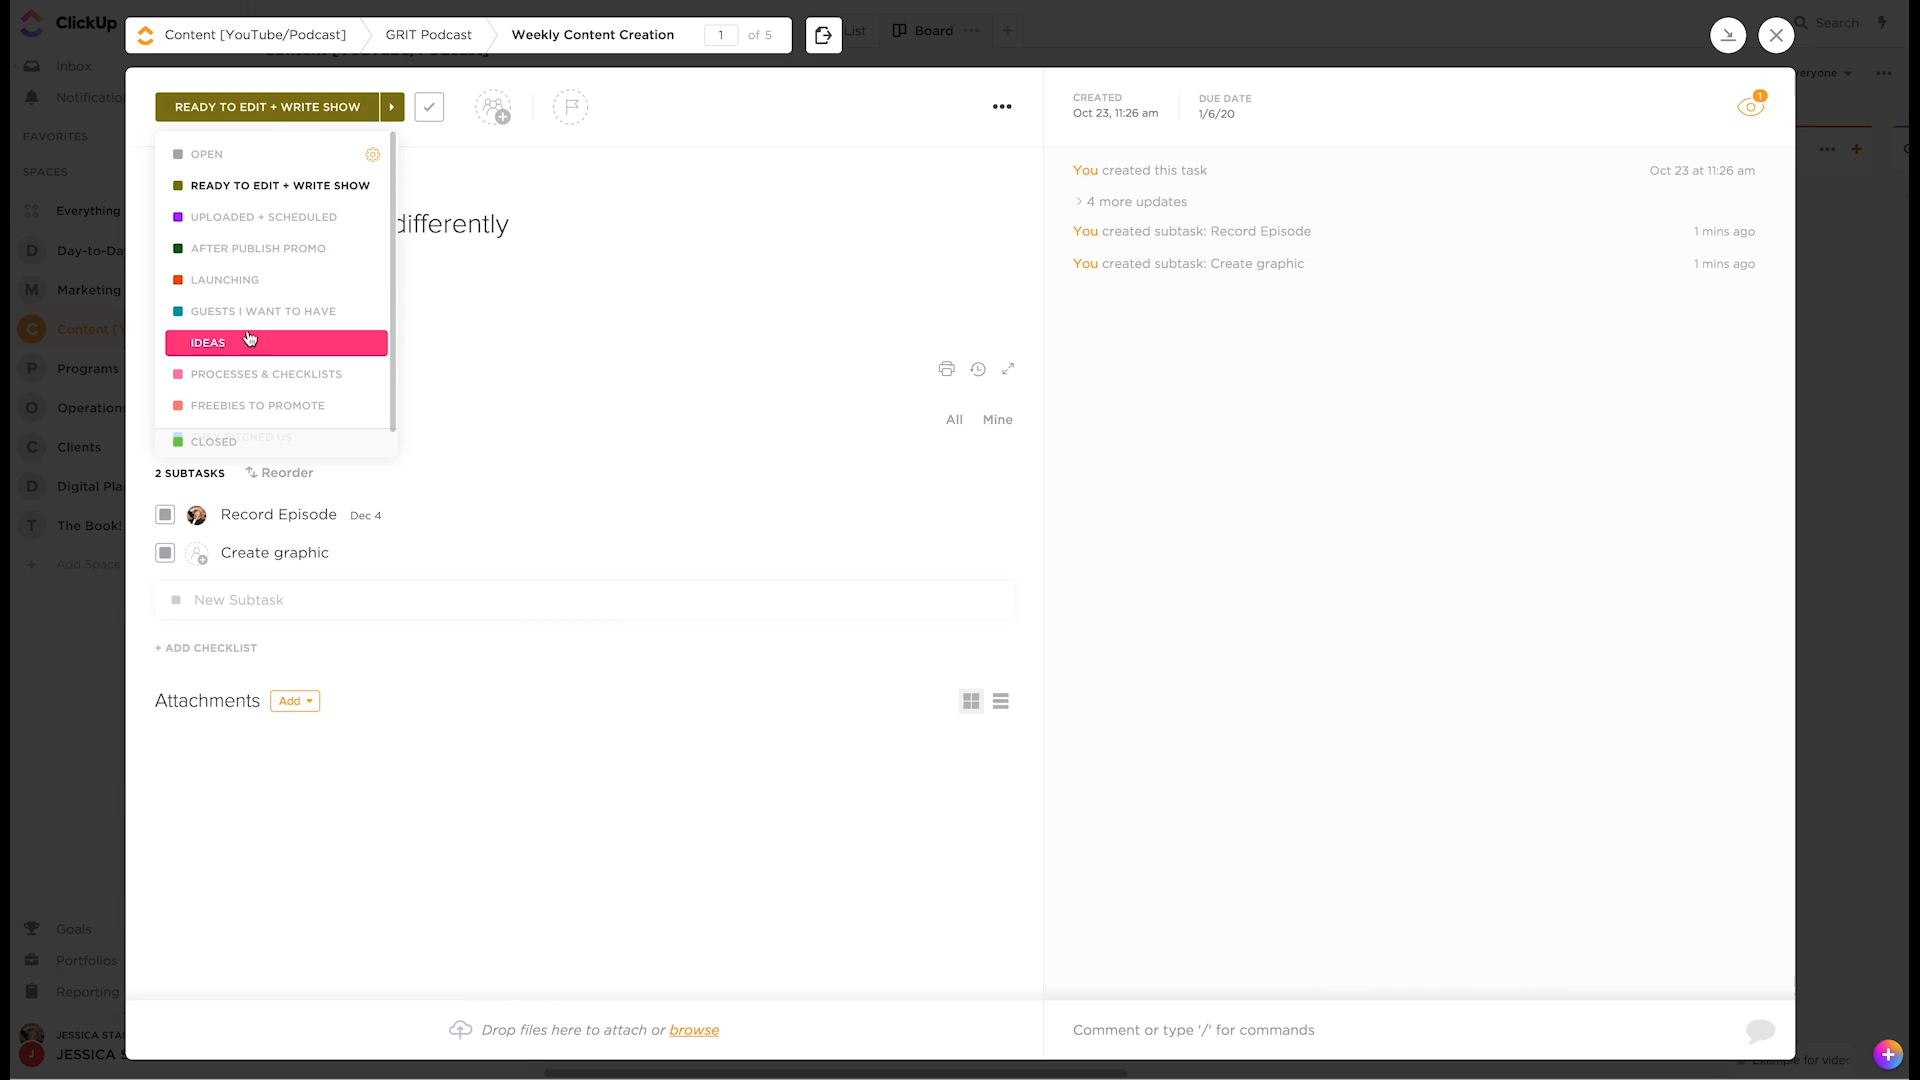 ClickUp
Content [YouTube/Podcast]
GRIT Podcast
Weekly Content Creation
1 of 5
List
Board
Search
Inbox
FAVORITES
SPACES
Everything
Marketing
D
M
C
P Programs
O
C Clients
D
T The Book!
+ Add Space
Goals
Portfolios
Reporting
J
READY TO EDIT + WRITE SHOW
OPEN
READY TO EDIT + WRITE SHOW
UPLOADED + SCHEDULED
AFTER PUBLISH PROMO
LAUNCHING
GUESTS I WANT TO HAVE
IDEAS
PROCESSES & CHECKLISTS
FREEBIES TO PROMOTE
THEY PITCHED US
CLOSED
differently
All Mine
2 SUBTASKS Reorder
Record Episode Dec 4
Create graphic
New Subtask
+ ADD CHECKLIST
Attachments Add
Drop files here to attach or browse
CREATED
Oct 23, 11:26 am
DUE DATE
1/6/20
1
You created this task Oct 23 at 11:26 am
> 4 more updates
You created subtask: Record Episode 1 mins ago
You created subtask: Create graphic 1 mins ago
Comment or type '/' for commands